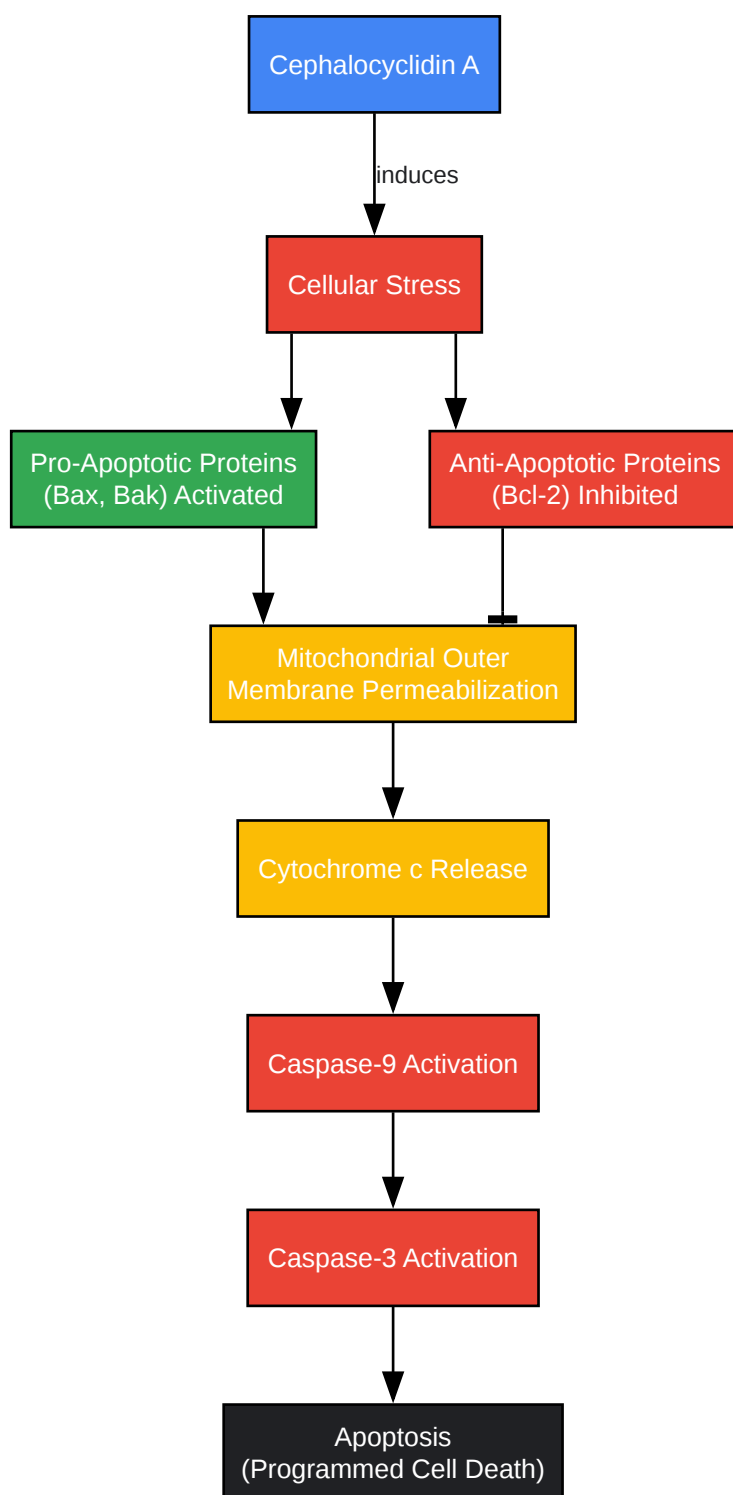 Cephalocyclidin A
induces
Cellular Stress
Pro-Apoptotic Proteins
(Bax, Bak) Activated
Anti-Apoptotic Proteins
(Bcl-2) Inhibited
Mitochondrial Outer
Membrane Permeabilization
Cytochrome c Release
Caspase-9 Activation
Caspase-3 Activation
Apoptosis
(Programmed Cell Death)